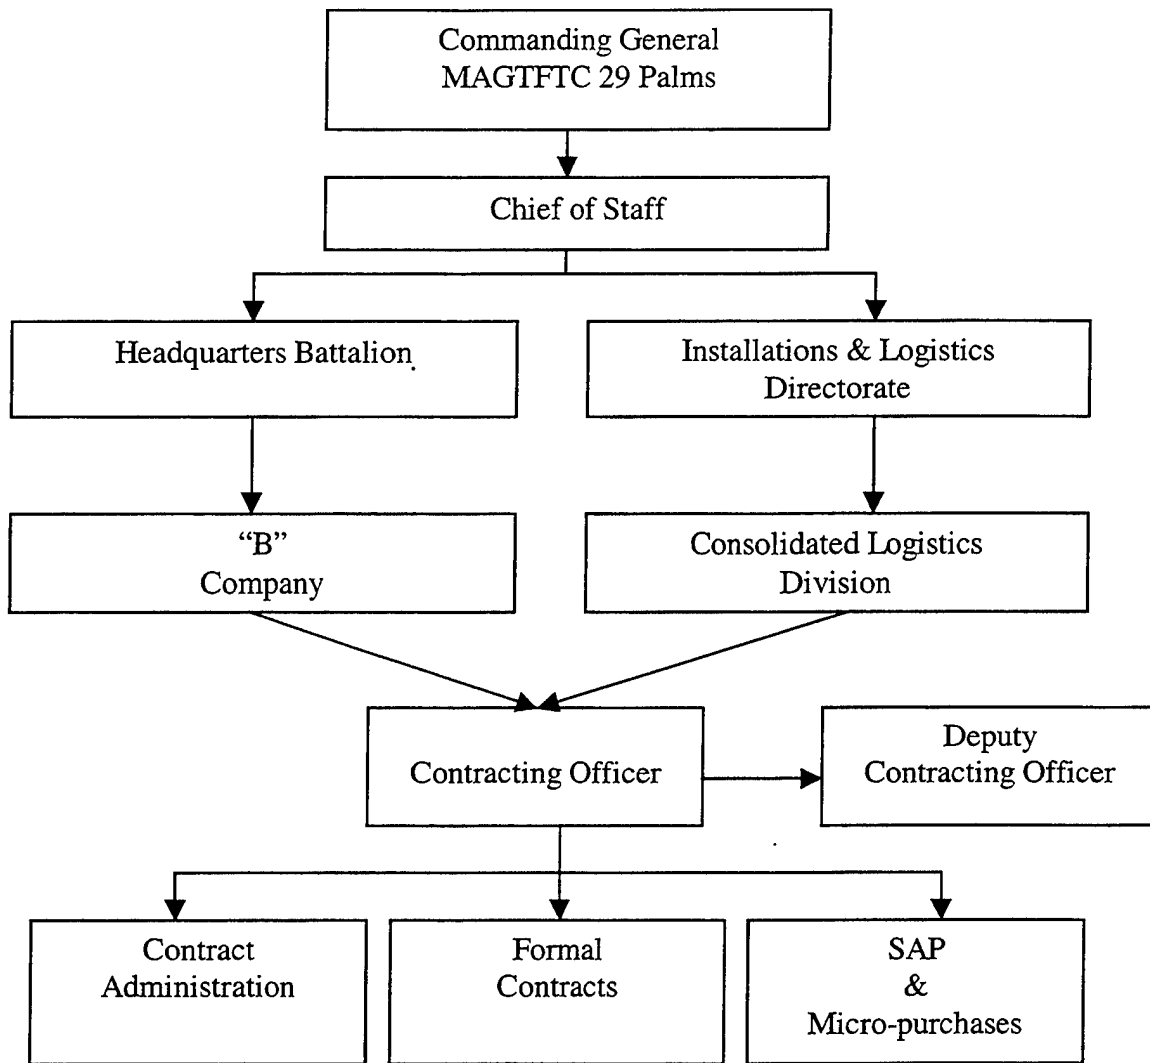 Commanding General
MAGTFTC 29 Palms
Chief of Staff
Headquarters Battalion
Installations & Logistics
Directorate
“B”
Company
Consolidated Logistics
Division
Contracting Officer
Deputy
Contracting Officer
Contract
Administration
Formal
Contracts
SAP
&
Micro-purchases